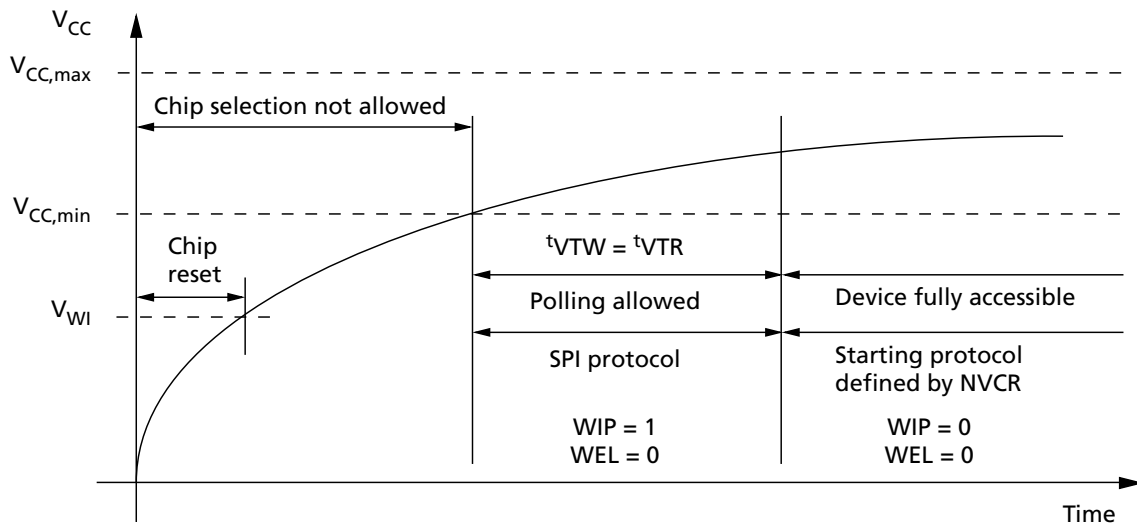 VCC
VCC,max
Chip selection not allowed
VCC,min
Chip
reset
tVTW = tVTR
VWI
Polling allowed
Device fully accessible
SPI protocol
Starting protocol
defined by NVCR
WIP = 1
WEL = 0
WIP = 0
WEL = 0
Time